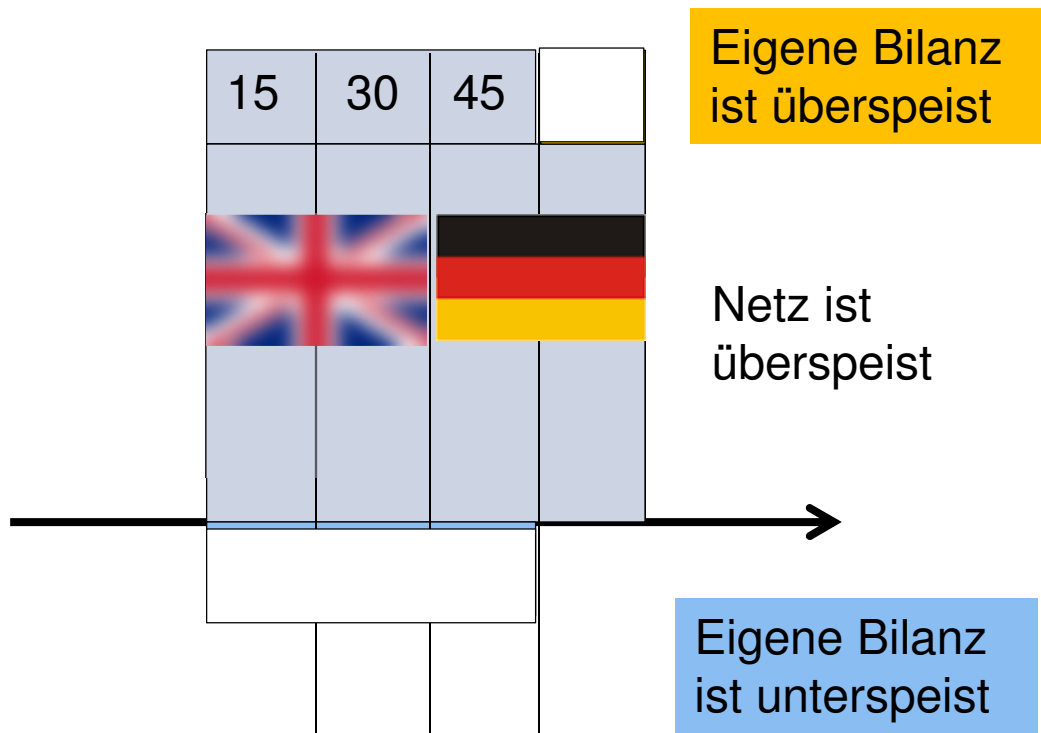 15 30 45
Eigene Bilanz
ist überspeist
Netz ist
überspeist
Eigene Bilanz
ist unterspeist